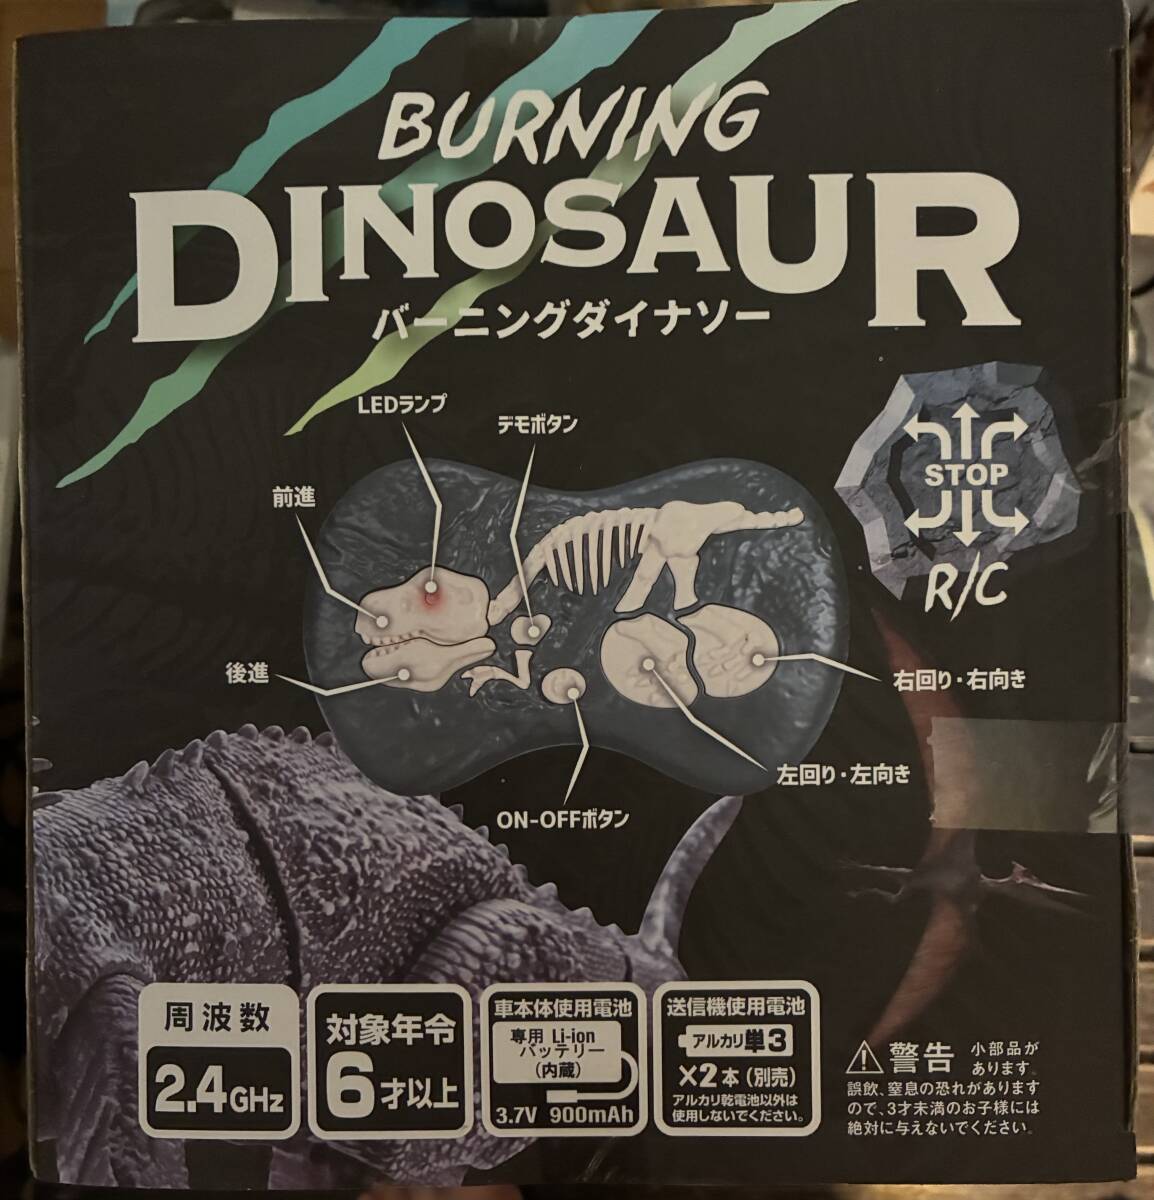 BURNING
DINOSAUR
バーニングダイナソー
LEDランプ
デモボタン
前進
後進
STOP
R/C
右回り・右向き
左回り・左向き
ON-OFFボタン
周波数
2.4GHz
対象年令
6才以上
車本体使用電池
専用 Li-ion
バッテリー
(内蔵)
3.7V 900mAh
送信機使用電池
アルカリ単3
×2本(別売)
アルカリ乾電池以外は
使用しないでください。
警告
小部品が
あります。
誤飲、窒息の恐れがあります
ので、3才未満のお子様には
絶対に与えないでください。